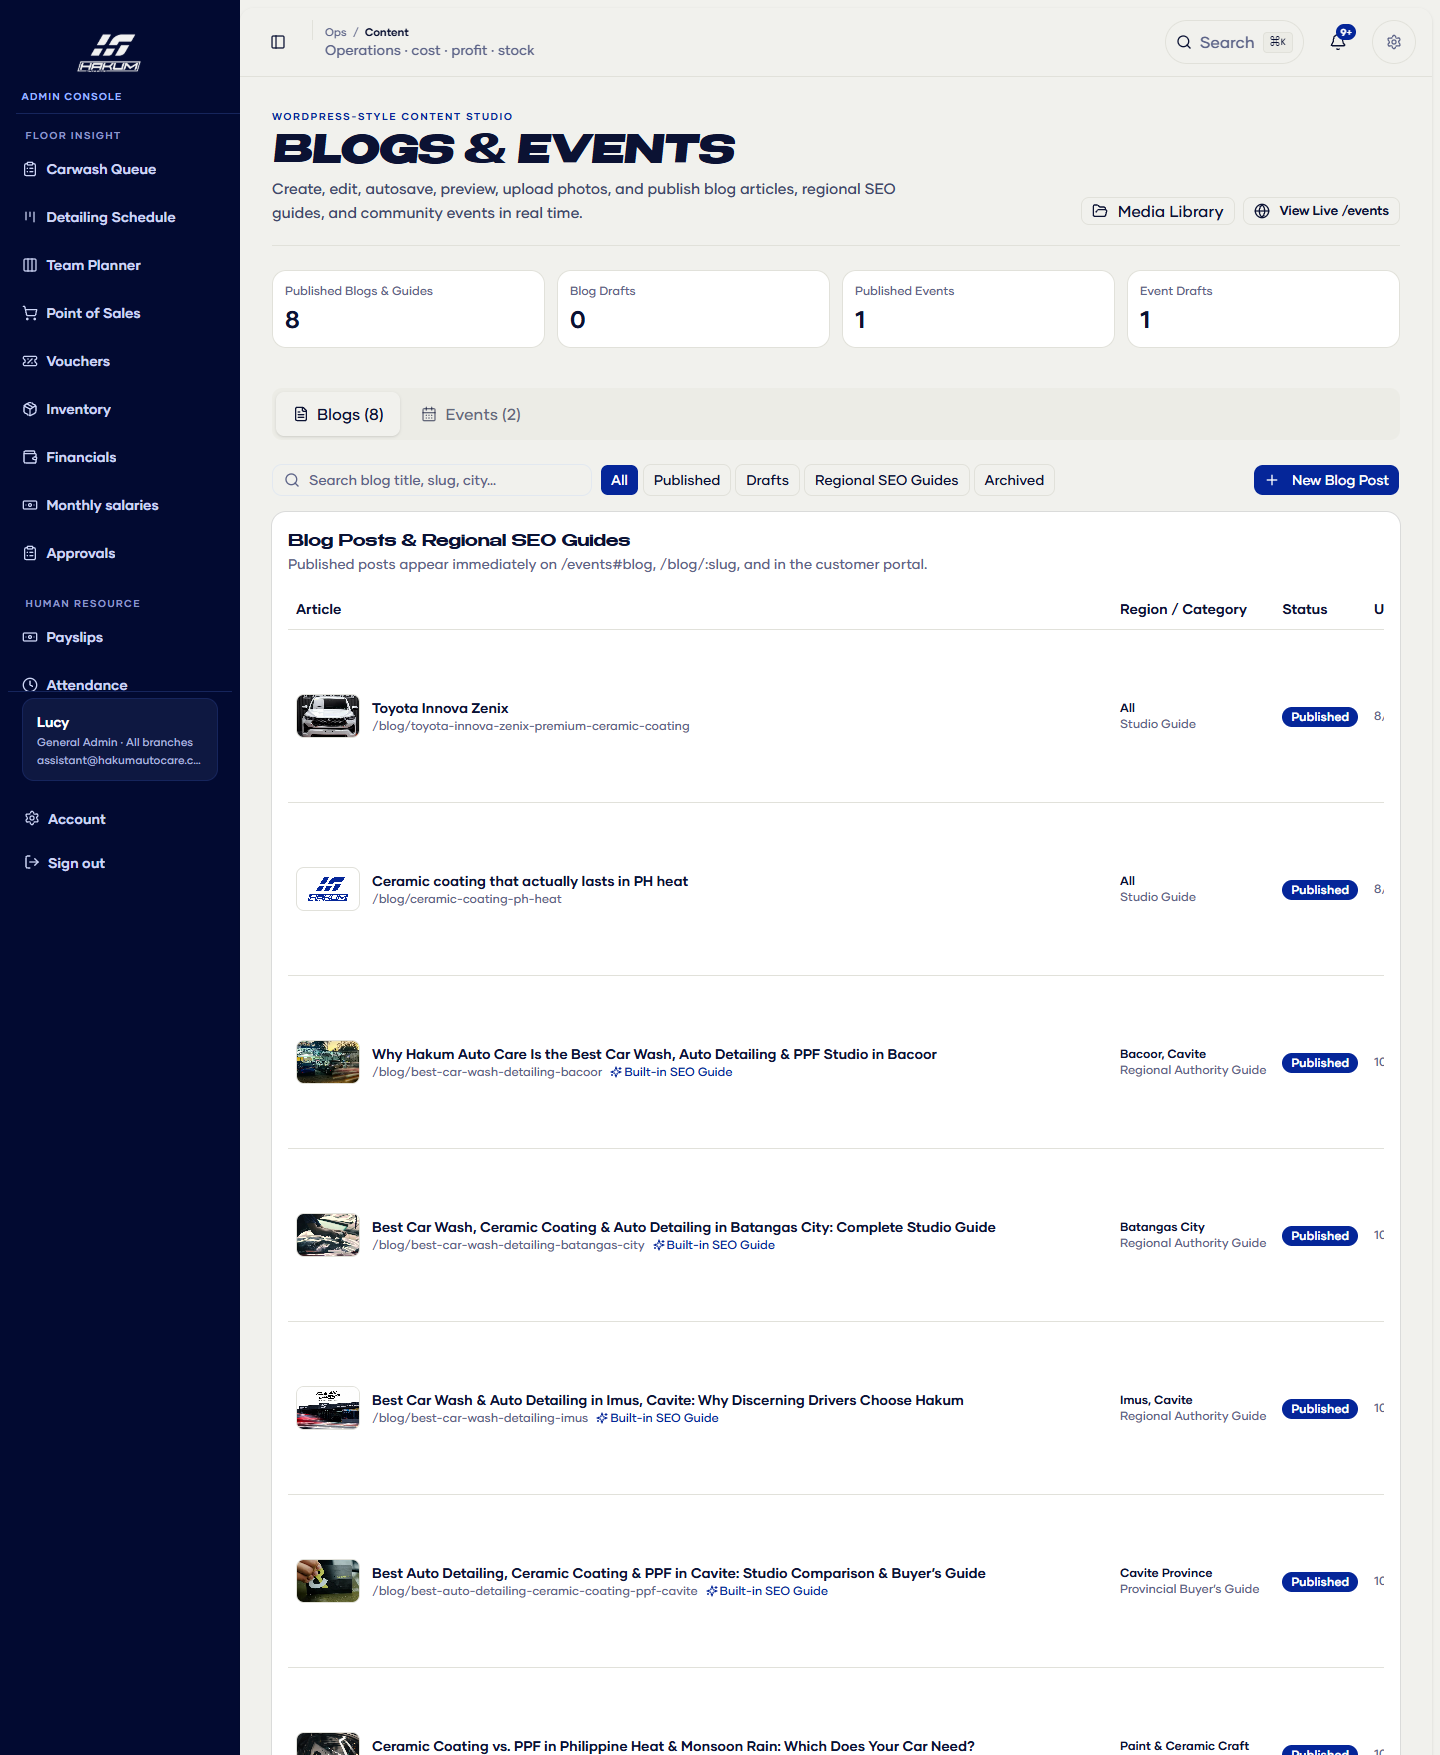 HAKUM
ADMIN CONSOLE
FLOOR INSIGHT
Carwash Queue
Detailing Schedule
Team Planner
Point of Sales
Vouchers
Inventory
Financials
Monthly salaries
Approvals
HUMAN RESOURCE
Payslips
Attendance
Lucy
General Admin · All branches
assistant@hakumautocare.c...
Account
Sign out
Ops / Content
Operations · cost · profit · stock
Search ⌘K
9+
WORDPRESS-STYLE CONTENT STUDIO
BLOGS & EVENTS
Create, edit, autosave, preview, upload photos, and publish blog articles, regional SEO
guides, and community events in real time.
Media Library
View Live /events
Published Blogs & Guides
8
Blog Drafts
0
Published Events
1
Event Drafts
1
Blogs (8)
Events (2)
Search blog title, slug, city...
All
Published
Drafts
Regional SEO Guides
Archived
New Blog Post
Blog Posts & Regional SEO Guides
Published posts appear immediately on /events#blog, /blog/:slug, and in the customer portal.
Article Region / Category Status U
Toyota Innova Zenix
/blog/toyota-innova-zenix-premium-ceramic-coating
All
Studio Guide
Published
8/
Ceramic coating that actually lasts in PH heat
/blog/ceramic-coating-ph-heat
All
Studio Guide
Published
8/
Why Hakum Auto Care Is the Best Car Wash, Auto Detailing & PPF Studio in Bacoor
/blog/best-car-wash-detailing-bacoor Built-in SEO Guide
Bacoor, Cavite
Regional Authority Guide
Published
10
Best Car Wash, Ceramic Coating & Auto Detailing in Batangas City: Complete Studio Guide
/blog/best-car-wash-detailing-batangas-city Built-in SEO Guide
Batangas City
Regional Authority Guide
Published
10
Best Car Wash & Auto Detailing in Imus, Cavite: Why Discerning Drivers Choose Hakum
/blog/best-car-wash-detailing-imus Built-in SEO Guide
Imus, Cavite
Regional Authority Guide
Published
10
Best Auto Detailing, Ceramic Coating & PPF in Cavite: Studio Comparison & Buyer's Guide
/blog/best-auto-detailing-ceramic-coating-ppf-cavite Built-in SEO Guide
Cavite Province
Provincial Buyer's Guide
Published
10
Ceramic Coating vs. PPF in Philippine Heat & Monsoon Rain: Which Does Your Car Need?
Paint & Ceramic Craft
Published
10